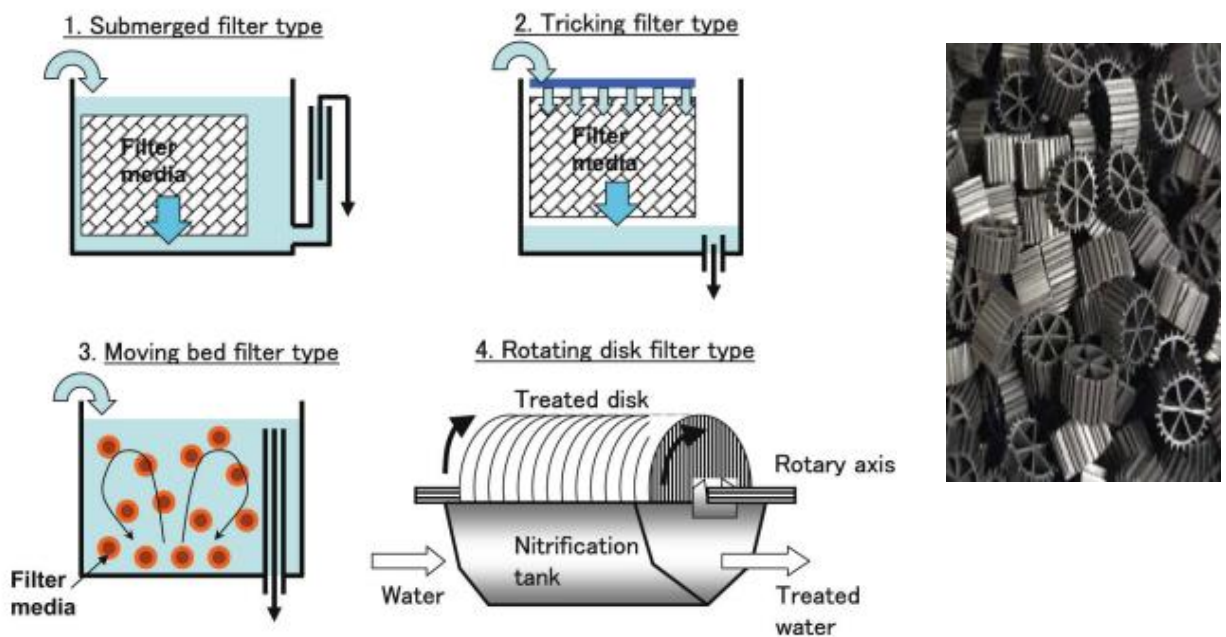 1. Submerged filter type
Filter
media
2. Tricking filter type
Filter
media
3. Moving bed filter type
Filter
media
4. Rotating disk filter type
Treated disk
Rotary axis
Nitrification
tank
Water
Treated
water